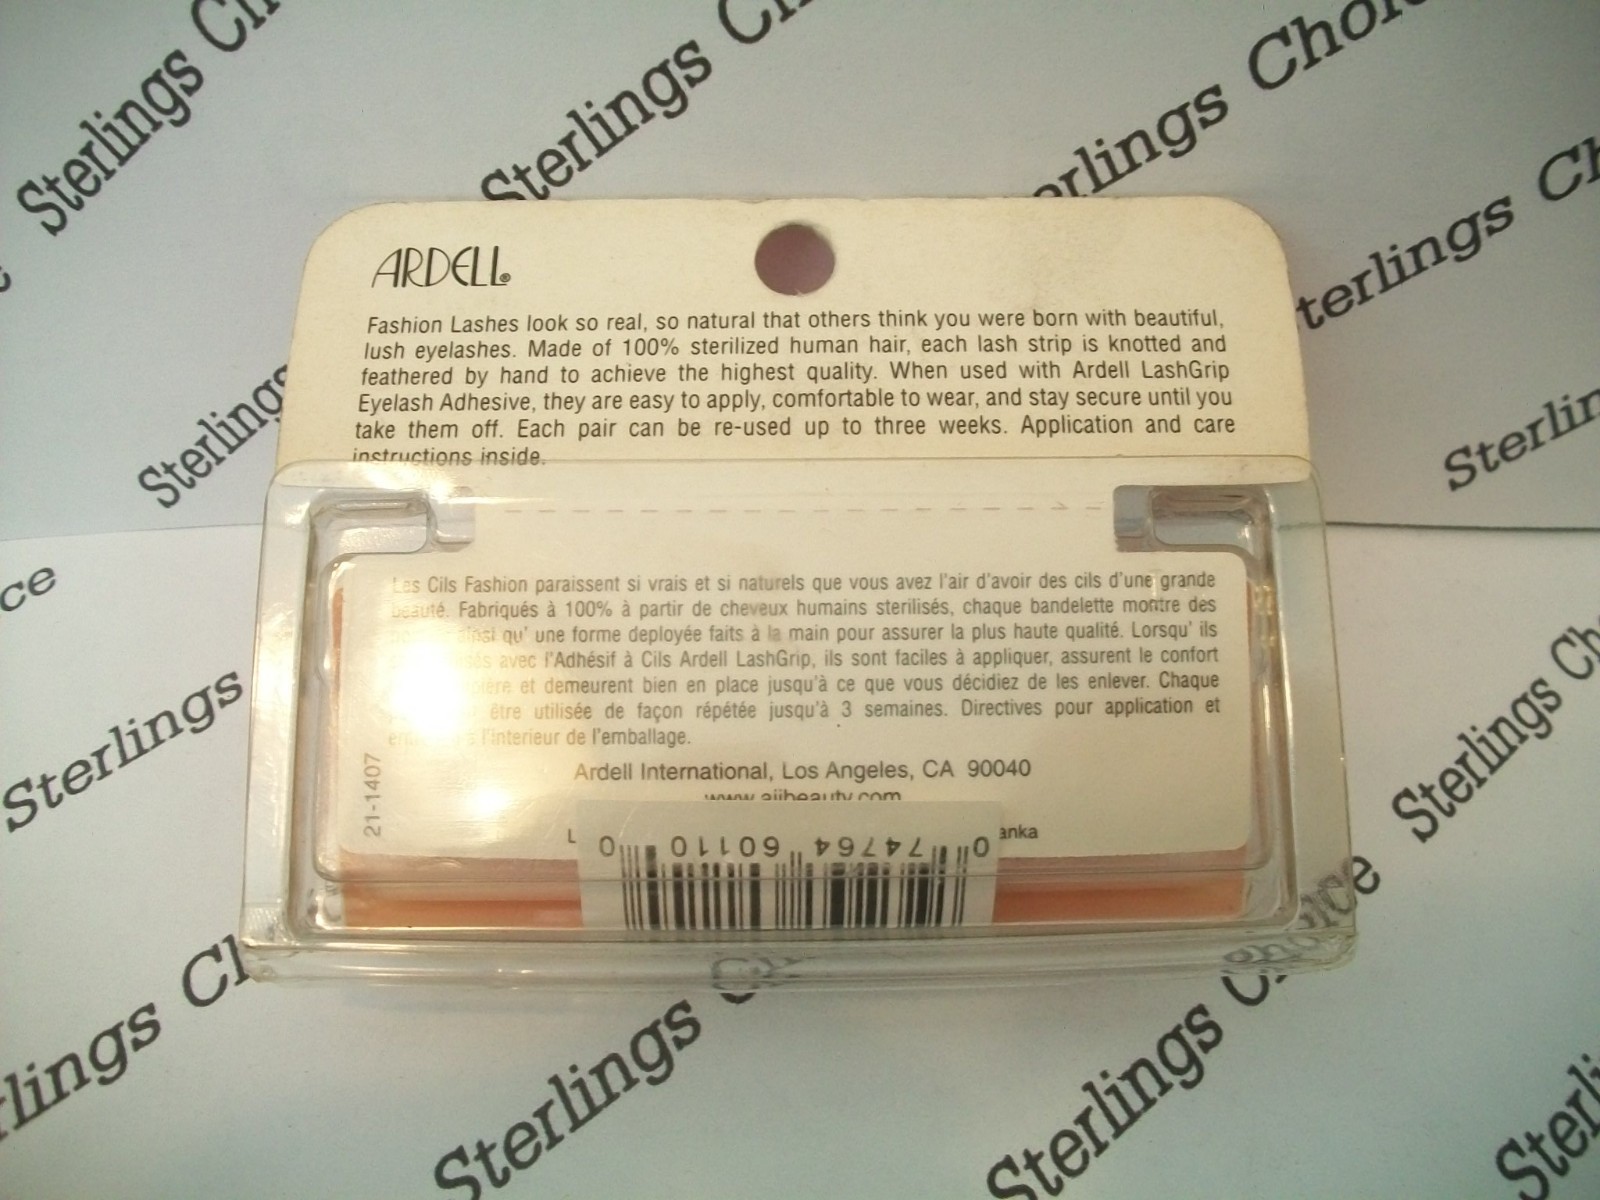 Sterlings
Sterlings
Sterlings
Sterlings
ARDELL®
Fashion Lashes look so real, so natural that others think you were born with beautiful,
lush eyelashes. Made of 100% sterilized human hair, each lash strip is knotted and
feathered by hand to achieve the highest quality. When used with Ardell LashGrip
Eyelash Adhesive, they are easy to apply, comfortable to wear, and stay secure until you
take them off. Each pair can be re-used up to three weeks. Application and care
instructions inside.
Les Cils Fashion paraissent si vrais et si naturels que vous avez l'air d'avoir des cils d'une grande
beauté. Fabriqués à 100% à partir de cheveux humains sterilisés, chaque bandelette montre des
qu' une forme deployée faits à la main pour assurer la plus haute qualité. Lorsqu' ils
avec l'Adhésif à Cils Ardell LashGrip, ils sont faciles à appliquer, assurent le confort
et demeurent bien en place jusqu'à ce que vous décidiez de les enlever. Chaque
être utilisée de façon répétée jusqu'à 3 semaines. Directives pour application et
l'interieur de l'emballage.
Ardell International, Los Angeles, CA 90040
www.aiibeauty.com
21-1407
0 74764 60110 0
Sterlings
Sterlings
Sterlings Choice
Sterlings
Sterlings Choice